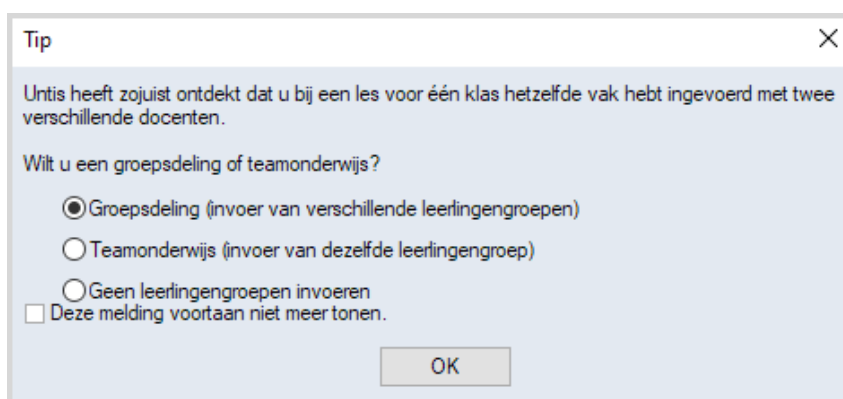 Tip
Untis heeft zojuist ontdekt dat u bij een les voor één klas hetzelfde vak hebt ingevoerd met twee
verschillende docenten.
Wilt u een groepsdeling of teamonderwijs?
Groepsdeling (invoer van verschillende leerlingengroepen)
Teamonderwijs (invoer van dezelfde leerlingengroep)
Geen leerlingengroepen invoeren
Deze melding voortaan niet meer tonen.
OK